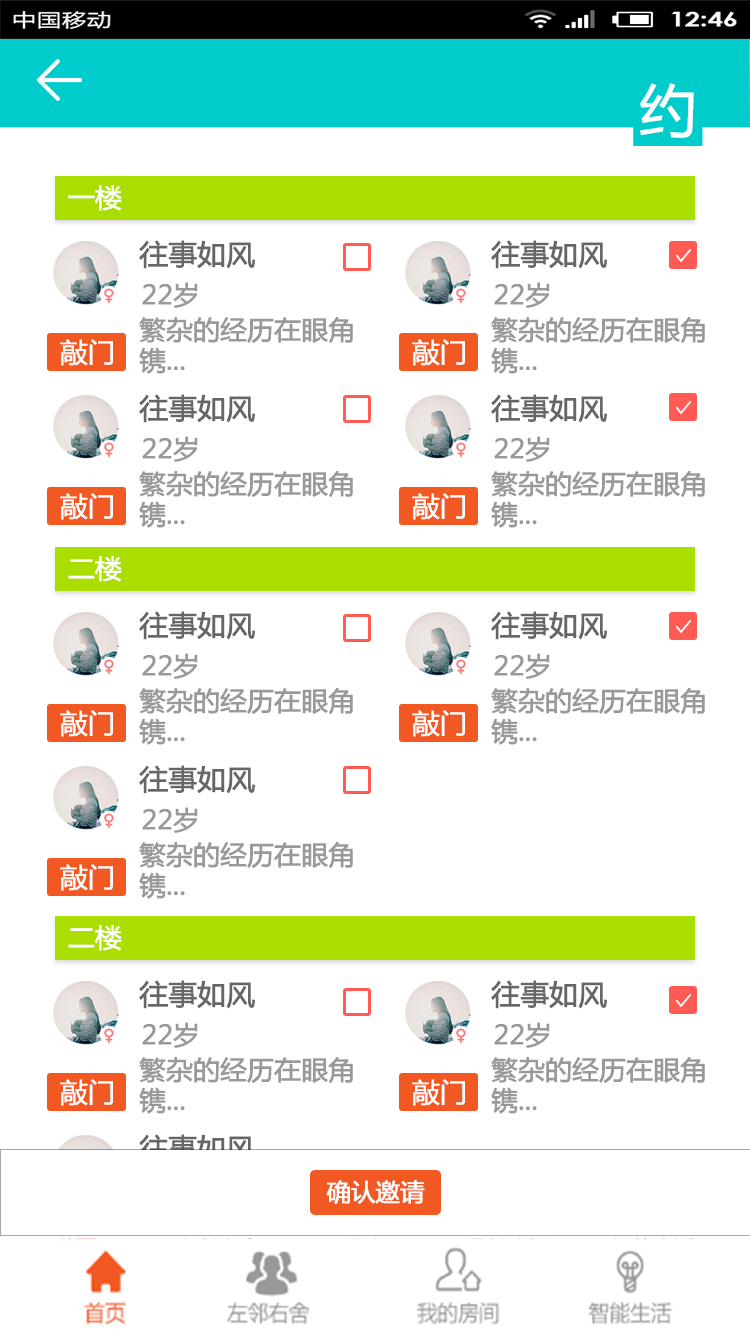 中国移动 12:46
约
一楼
往事如风 往事如风
22岁 22岁
繁杂的经历在眼角 繁杂的经历在眼角
敲门 镌... 敲门 镌...
往事如风 往事如风
22岁 22岁
繁杂的经历在眼角 繁杂的经历在眼角
敲门 镌... 敲门 镌...
二楼
往事如风 往事如风
22岁 22岁
繁杂的经历在眼角 繁杂的经历在眼角
敲门 镌... 敲门 镌...
往事如风
22岁
繁杂的经历在眼角
敲门 镌...
二楼
往事如风 往事如风
22岁 22岁
繁杂的经历在眼角 繁杂的经历在眼角
敲门 镌... 敲门 镌...
往事如风
确认邀请
首页 左邻右舍 我的房间 智能生活